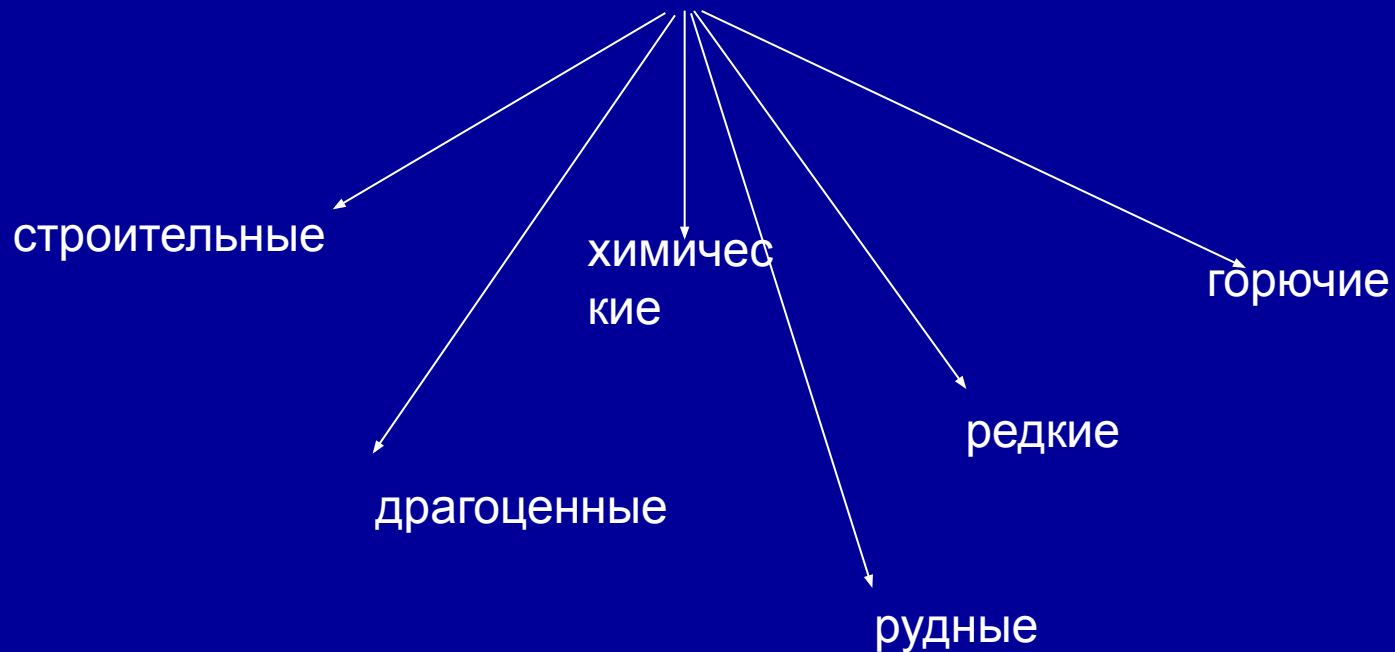 строительные
химичес
кие
горючие
редкие
драгоценные
рудные